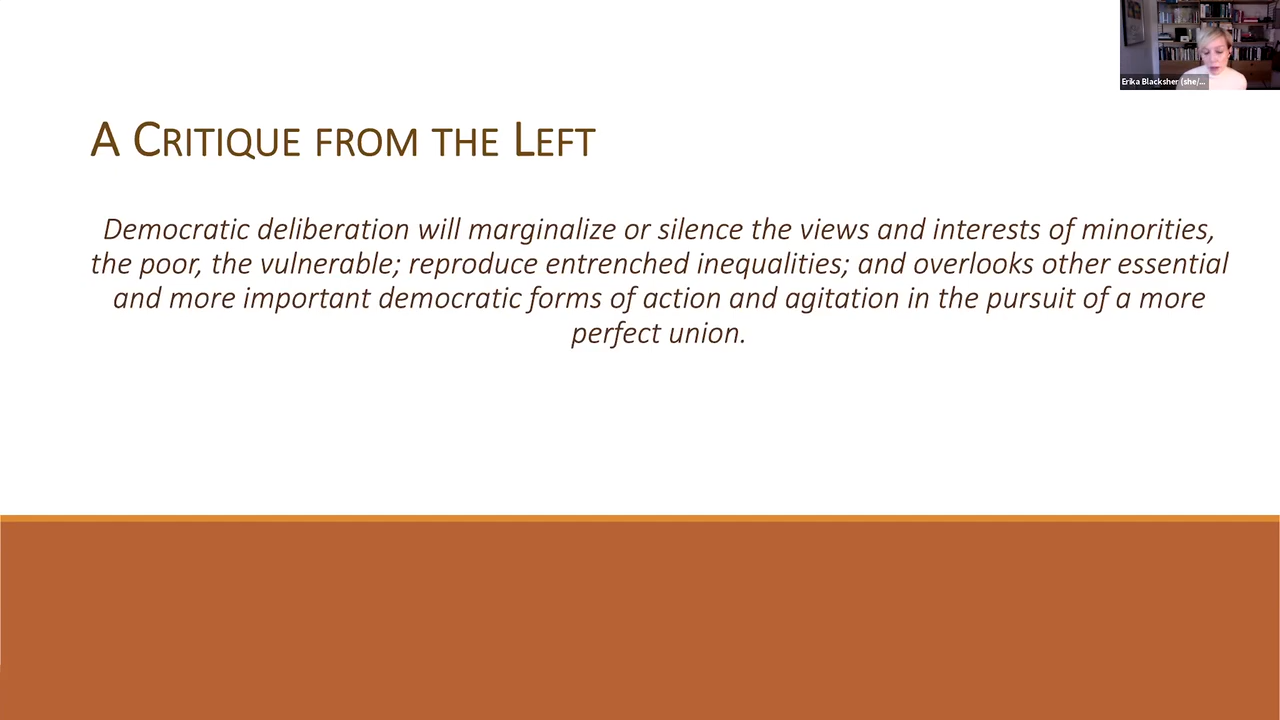 Erika Blacksher (she/...
A Critique from the Left
Democratic deliberation will marginalize or silence the views and interests of minorities,
the poor, the vulnerable; reproduce entrenched inequalities; and overlooks other essential
and more important democratic forms of action and agitation in the pursuit of a more
perfect union.